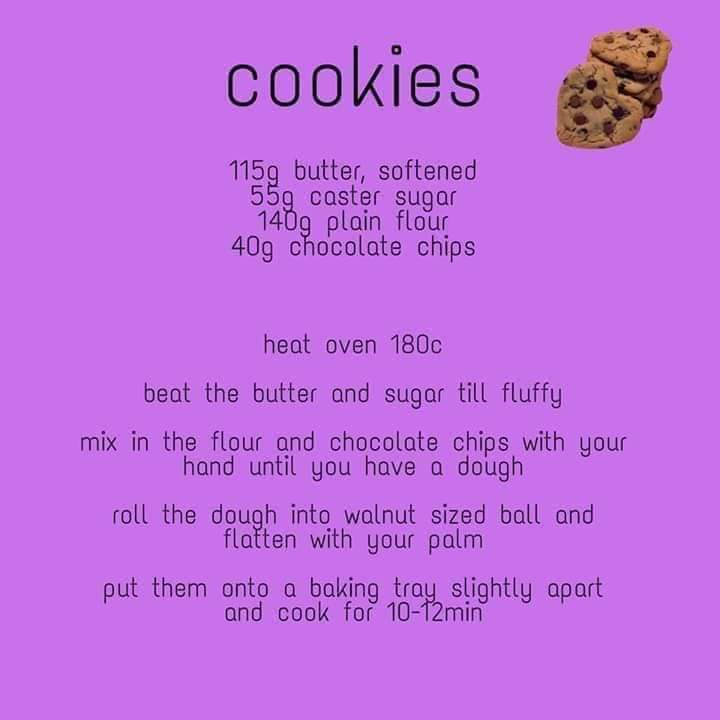 cookies
115g butter, softened
55g caster sugar
140g plain flour
40g chocolate chips
heat oven 180c
beat the butter and sugar till fluffy
mix in the flour and chocolate chips with your
hand until you have a dough
roll the dough into walnut sized ball and
flatten with your palm
put them onto a baking tray slightly apart
and cook for 10-12min